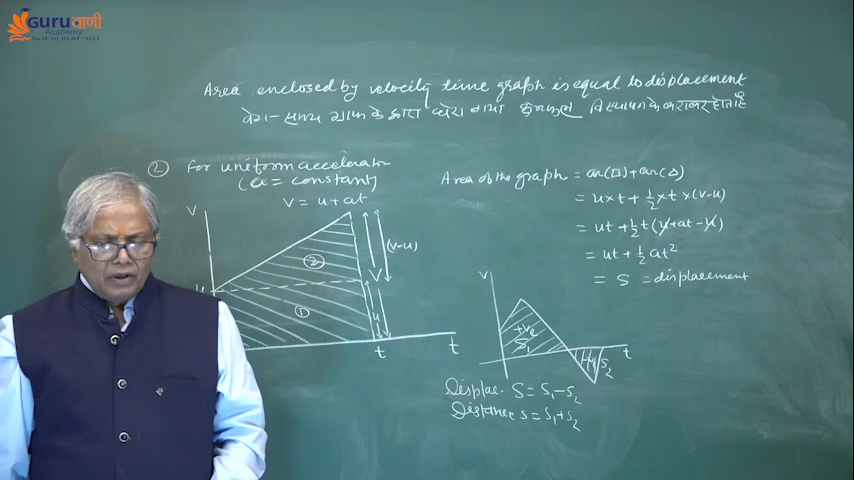 Guruवाणी
Academy
Area enclosed by velocity time graph is equal to displacement
वेग - समय ग्राफ के द्वारा घेरा गया क्षेत्रफल विस्थापन के बराबर होता है
② For uniform acceleration
(a = constant)
v = u + at
Area of the graph = ar(□) + ar(△)
= u x t + ½ x t x (v-u)
= ut + ½ t (u + at - u)
= ut + ½ at²
= S = displacement
V
②
(v-u)
V
①
u
u
t
t
V
+ve
S₁
-ve
S₂
t
Displac. S = S₁ - S₂
Distance s = S₁ + S₂